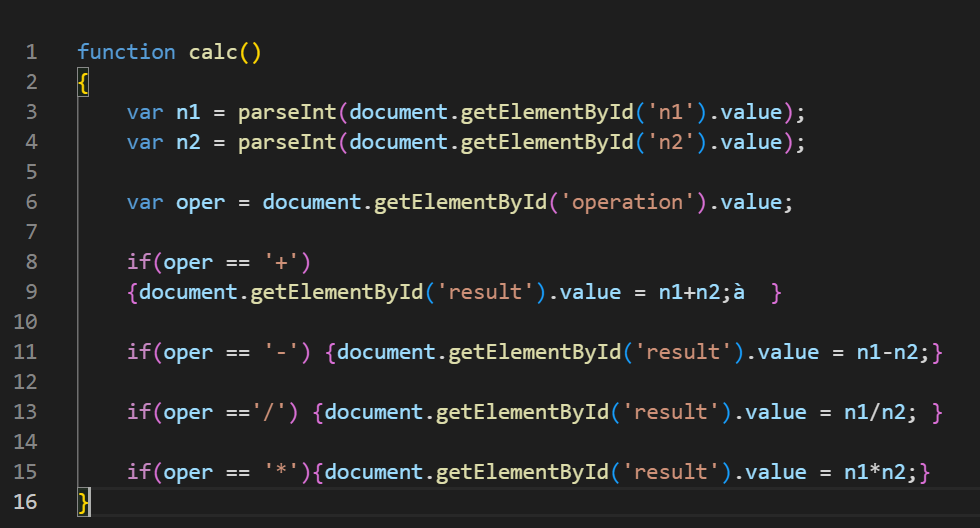 1 function calc()
2 {
3 var n1 = parseInt(document.getElementById('n1').value);
4 var n2 = parseInt(document.getElementById('n2').value);
5
6 var oper = document.getElementById('operation').value;
7
8 if(oper == '+')
9 {document.getElementById('result').value = n1+n2;à  }
10
11 if(oper == '-') {document.getElementById('result').value = n1-n2;}
12
13 if(oper =='/') {document.getElementById('result').value = n1/n2; }
14
15 if(oper == '*'){document.getElementById('result').value = n1*n2;}
16 }